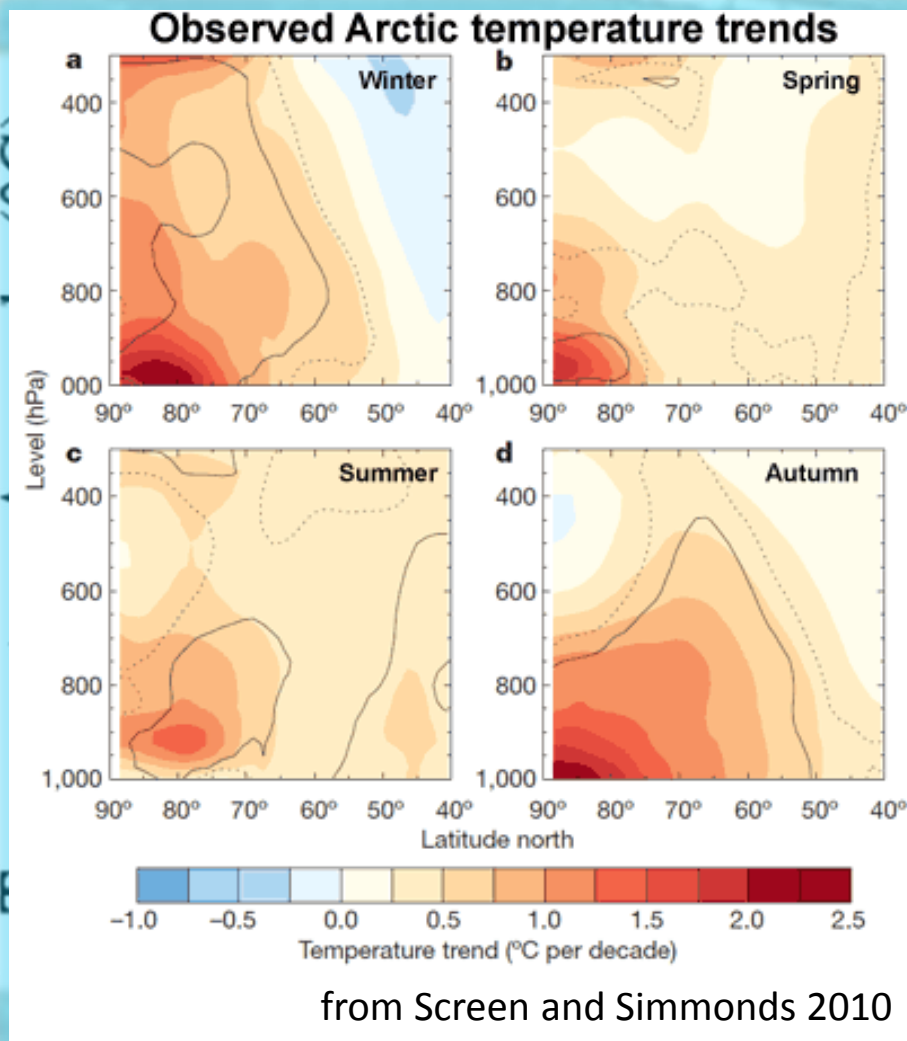 Observed Arctic temperature trends
a Winter
b Spring
400
600
800
000
90° 80° 70° 60° 50° 40°
400
600
800
1,000
90° 80° 70° 60° 50° 40°
Level (hPa)
c Summer
d Autumn
400
600
800
1,000
90° 80° 70° 60° 50° 40°
400
600
800
1,000
90° 80° 70° 60° 50° 40°
Latitude north
−1.0 −0.5 0.0 0.5 1.0 1.5 2.0 2.5
Temperature trend (ºC per decade)
from Screen and Simmonds 2010